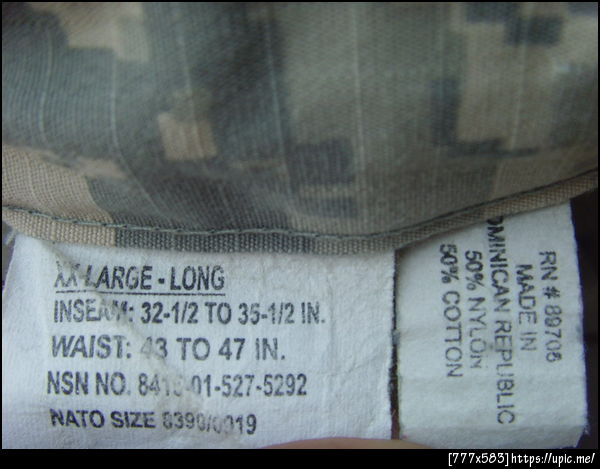 XX-LARGE - LONG
INSEAM: 32-1/2 TO 35-1/2 IN.
WAIST: 43 TO 47 IN.
NSN NO. 8415-01-527-5292
NATO SIZE 8390/0019
RN # 89705
MADE IN
DOMINICAN REPUBLIC
50% NYLON
50% COTTON
[777x583]https://upic.me/